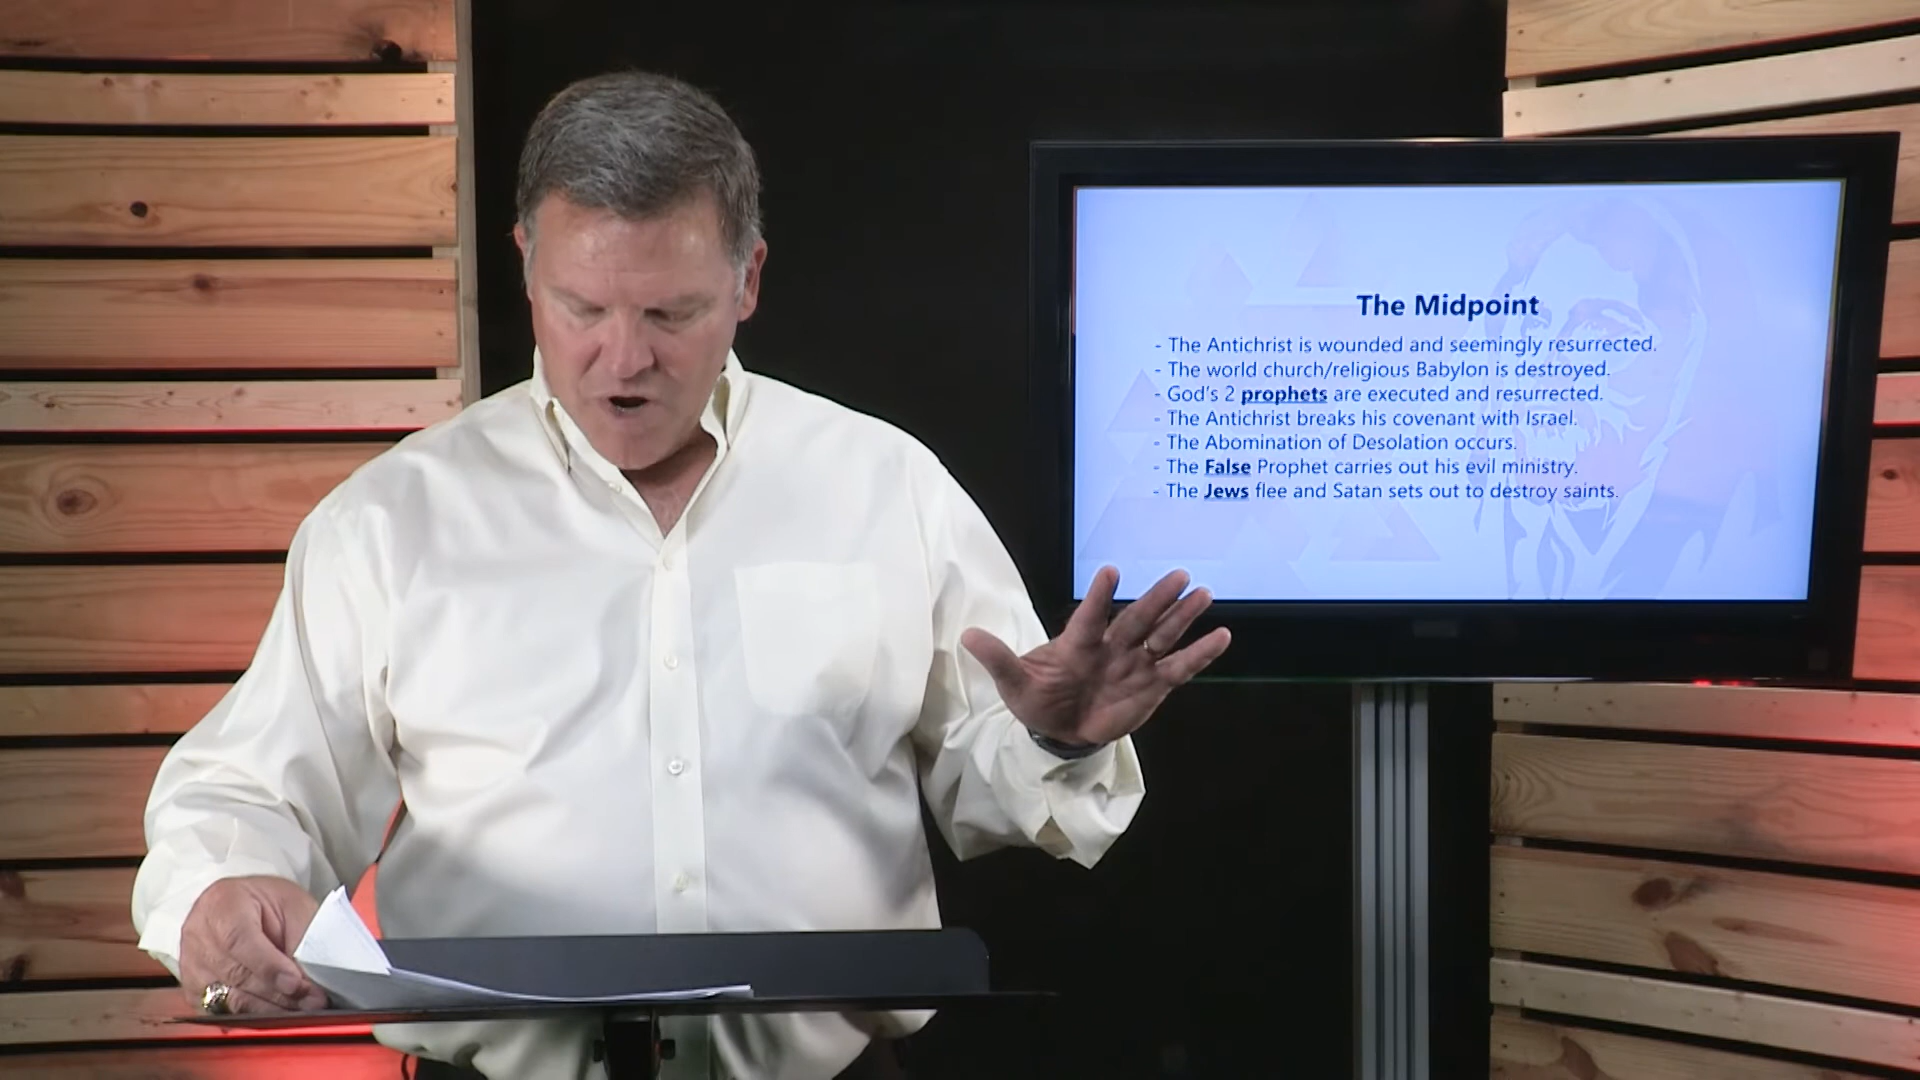 The Midpoint
- The Antichrist is wounded and seemingly resurrected.
- The world church/religious Babylon is destroyed.
- God's 2 prophets are executed and resurrected.
- The Antichrist breaks his covenant with Israel.
- The Abomination of Desolation occurs.
- The False Prophet carries out his evil ministry.
- The Jews flee and Satan sets out to destroy saints.